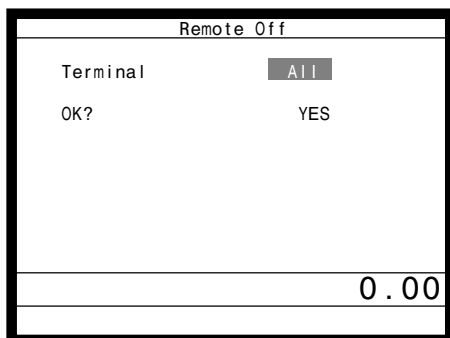 Remote Off
Terminal All
OK? YES
0.00